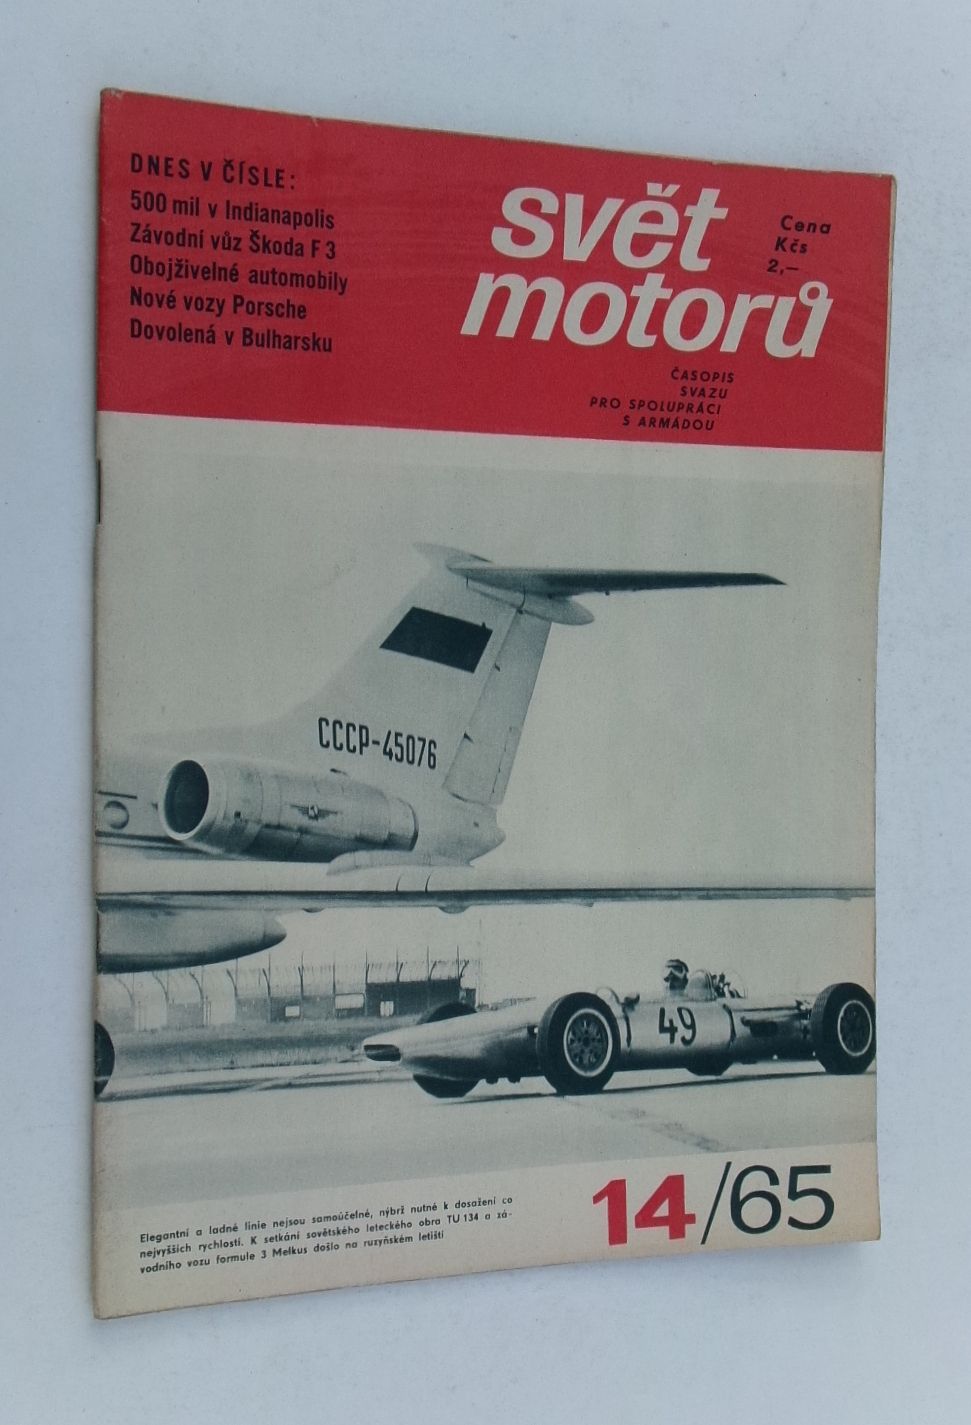 DNES V ČÍSLE:
500 mil v Indianapolis
Závodní vůz Škoda F 3
Obojživelné automobily
Nové vozy Porsche
Dovolená v Bulharsku
svět
motorů
Cena
Kčs
2,—
ČASOPIS
SVAZU
PRO SPOLUPRÁCI
S ARMÁDOU
CCCP-45076
49
Elegantní a ladné linie nejsou samoúčelné, nýbrž nutné k dosažení co
nejvyšších rychlostí. K setkání sovětského leteckého obra TU 134 a zá-
vodního vozu formule 3 Melkus došlo na ruzyňském letišti
14/65